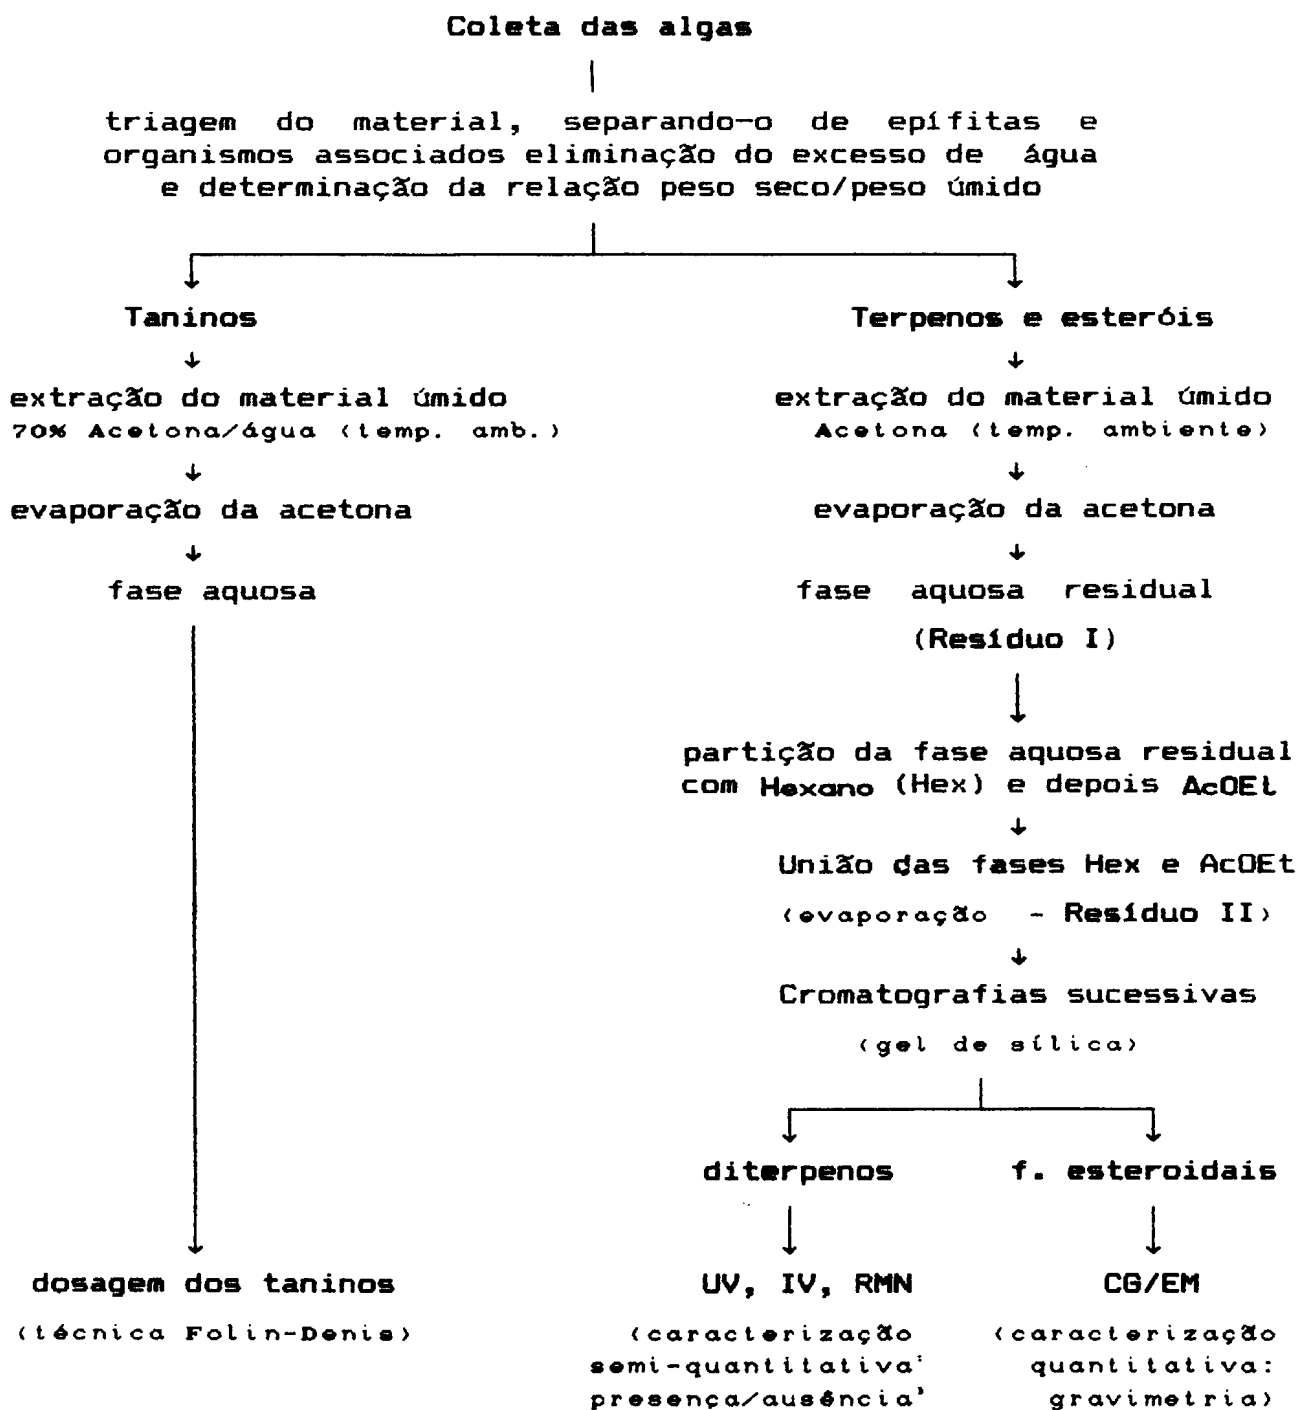 Coleta das algas
triagem do material, separando-o de epífitas e
organismos associados eliminação do excesso de água
e determinação da relação peso seco/peso úmido
Taninos
extração do material úmido
70% Acetona/água (temp. amb.)
evaporação da acetona
fase aquosa
dosagem dos taninos
(técnica Folin-Denis)
Terpenos e esteróis
extração do material úmido
Acetona (temp. ambiente)
evaporação da acetona
fase aquosa residual
(Resíduo I)
partição da fase aquosa residual
com Hexano (Hex) e depois AcOEt
União das fases Hex e AcOEt
(evaporação - Resíduo II)
Cromatografias sucessivas
(gel de sílica)
diterpenos
UV, IV, RMN
(caracterização
semi-quantitativa:
presença/ausência)
f. esteroidais
CG/EM
(caracterização
quantitativa:
gravimetria)